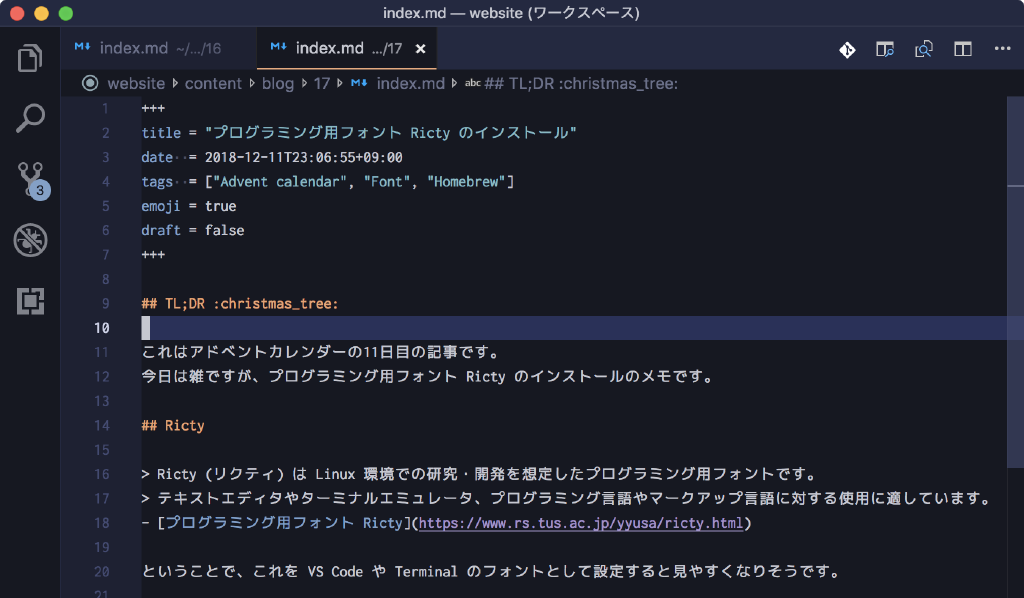 index.md — website (ワークスペース)
index.md ~/.../16
index.md .../17 ×
website content blog 17 index.md abc ## TL;DR :christmas_tree:
3
1 +++
2 title = "プログラミング用フォント Ricty のインストール"
3 date = 2018-12-11T23:06:55+09:00
4 tags = ["Advent calendar", "Font", "Homebrew"]
5 emoji = true
6 draft = false
7 +++
8
9 ## TL;DR :christmas_tree:
10
11 これはアドベントカレンダーの11日目の記事です。
12 今日は雑ですが、プログラミング用フォント Ricty のインストールのメモです。
13
14 ## Ricty
15
16 > Ricty (リクティ) は Linux 環境での研究・開発を想定したプログラミング用フォントです。
17 > テキストエディタやターミナルエミュレータ、プログラミング言語やマークアップ言語に対する使用に適しています。
18 - [プログラミング用フォント Ricty](https://www.rs.tus.ac.jp/yyusa/ricty.html)
19
20 ということで、これを VS Code や Terminal のフォントとして設定すると見やすくなりそうです。
21